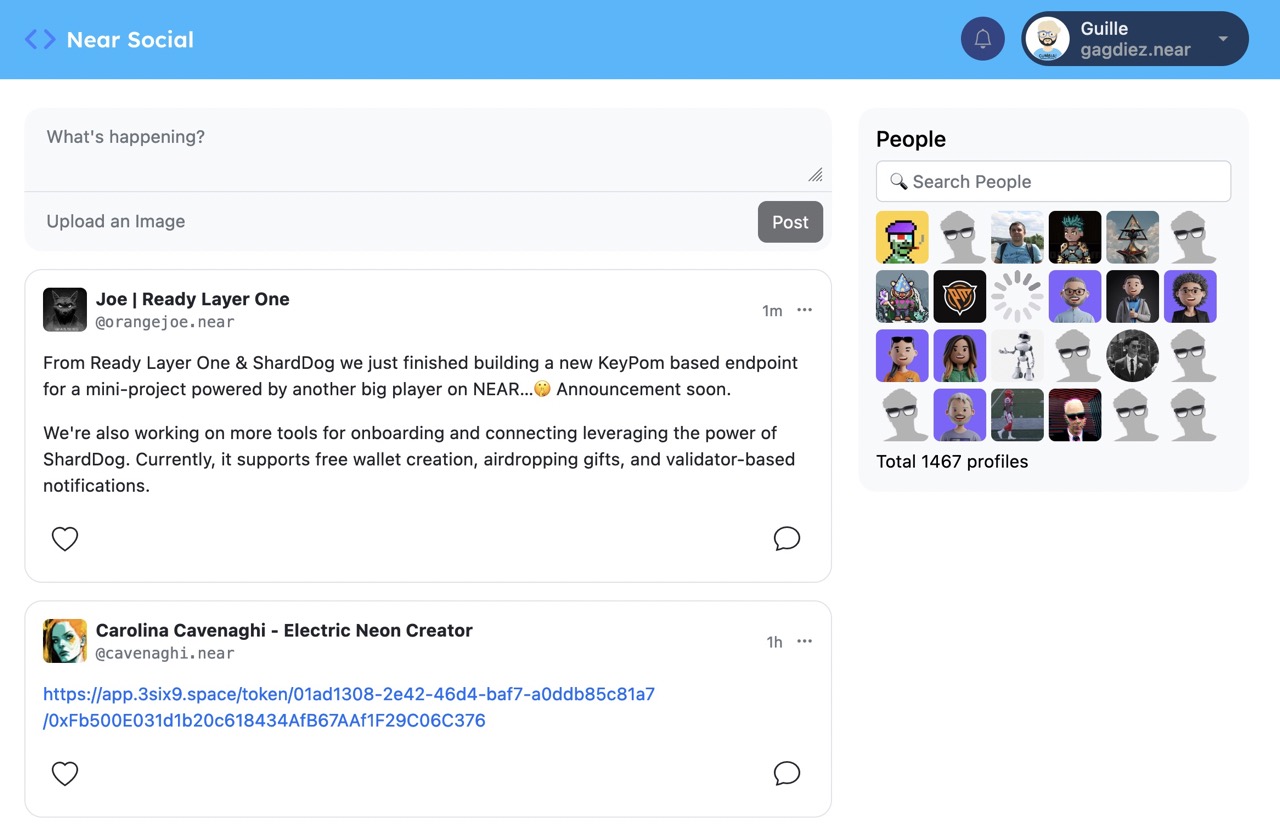 Near Social
Guille
gagdiez.near
What's happening?
Upload an Image
Post
Joe | Ready Layer One
@orangejoe.near
1m
From Ready Layer One & ShardDog we just finished building a new KeyPom based endpoint
for a mini-project powered by another big player on NEAR...🤫 Announcement soon.
We're also working on more tools for onboarding and connecting leveraging the power of
ShardDog. Currently, it supports free wallet creation, airdropping gifts, and validator-based
notifications.
Carolina Cavenaghi - Electric Neon Creator
@cavenaghi.near
1h
https://app.3six9.space/token/01ad1308-2e42-46d4-baf7-a0ddb85c81a7
/0xFb500E031d1b20c618434AfB67AAf1F29C06C376
People
🔍 Search People
Total 1467 profiles